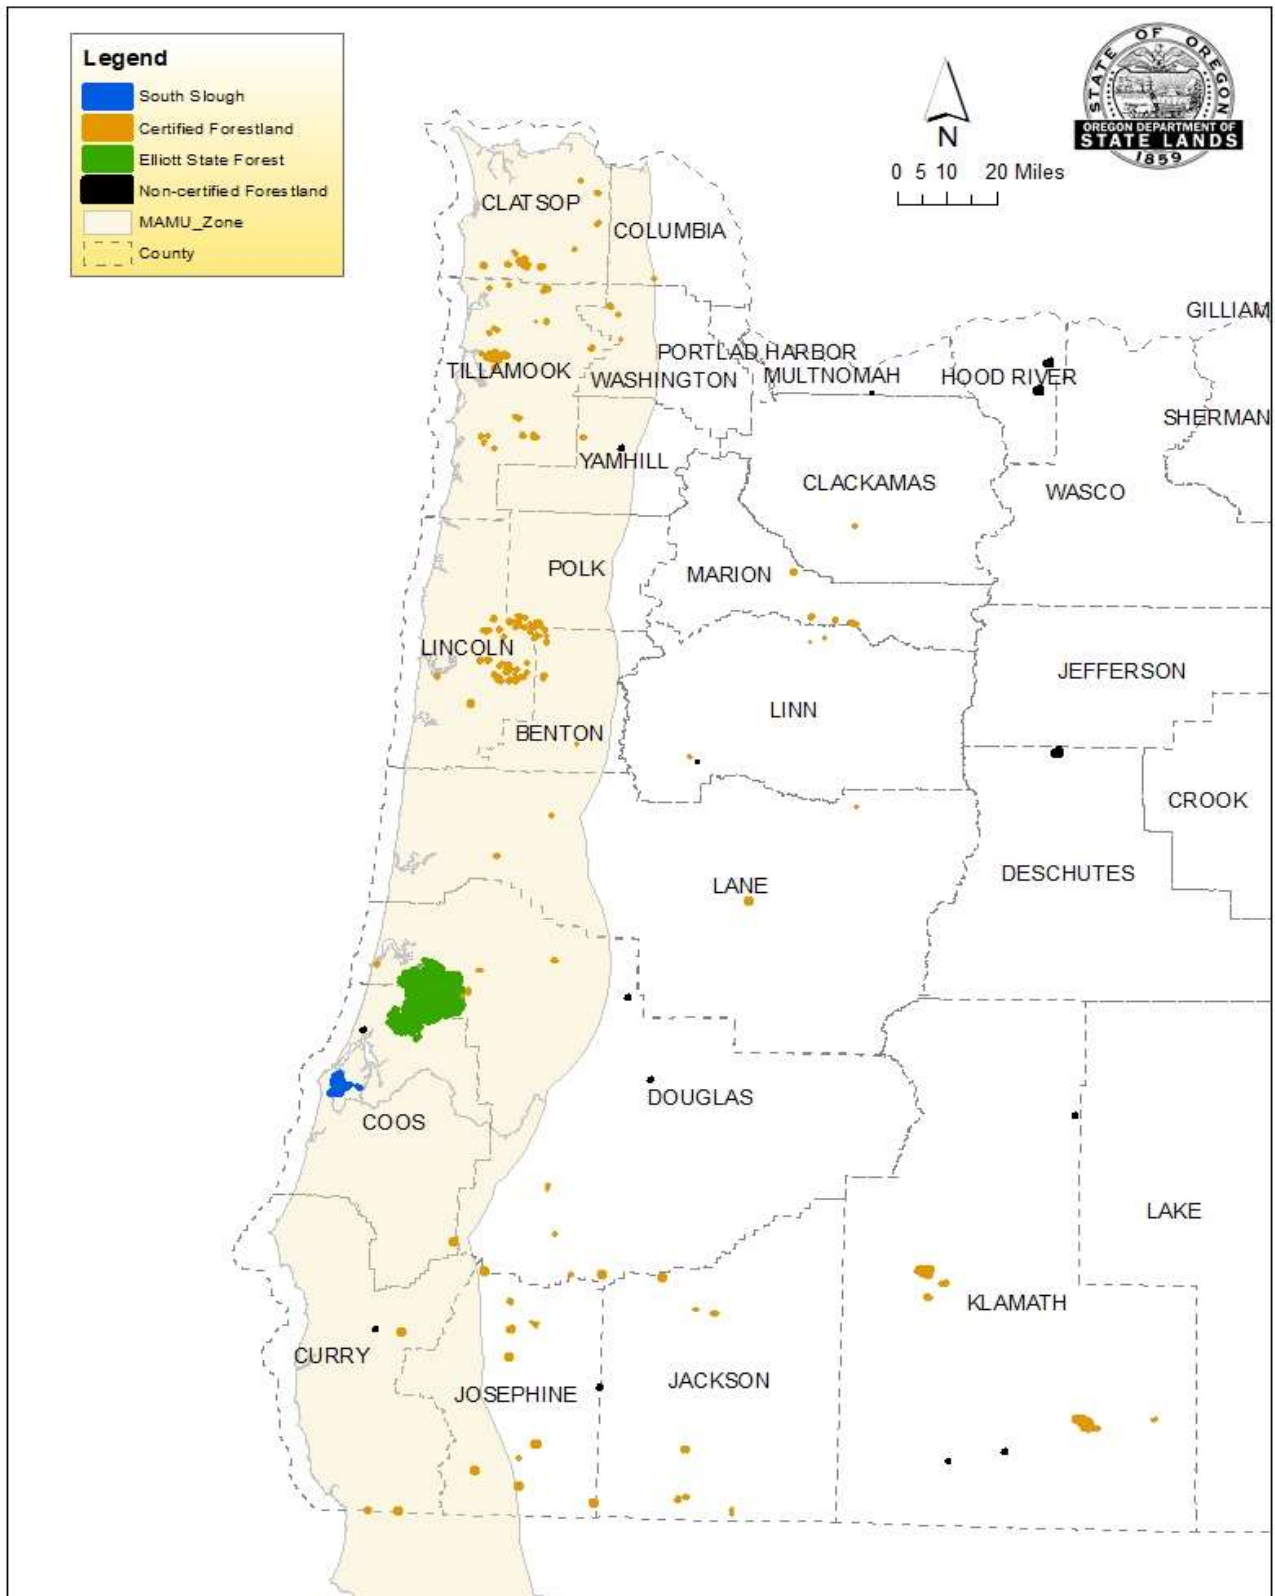 Legend
South Slough
Certified Forestland
Elliott State Forest
Non-certified Forestland
MAMU_Zone
County
N
0 5 10 20 Miles
STATE OF OREGON
OREGON DEPARTMENT OF
STATE LANDS
1859
CLATSOP
COLUMBIA
GILLIAM
PORTLAD HARBOR
TILLAMOOK
WASHINGTON
MULTNOMAH
HOOD RIVER
SHERMAN
YAMHILL
CLACKAMAS
WASCO
POLK
MARION
LINCOLN
JEFFERSON
LINN
BENTON
CROOK
LANE
DESCHUTES
DOUGLAS
COOS
LAKE
KLAMATH
CURRY
JOSEPHINE
JACKSON